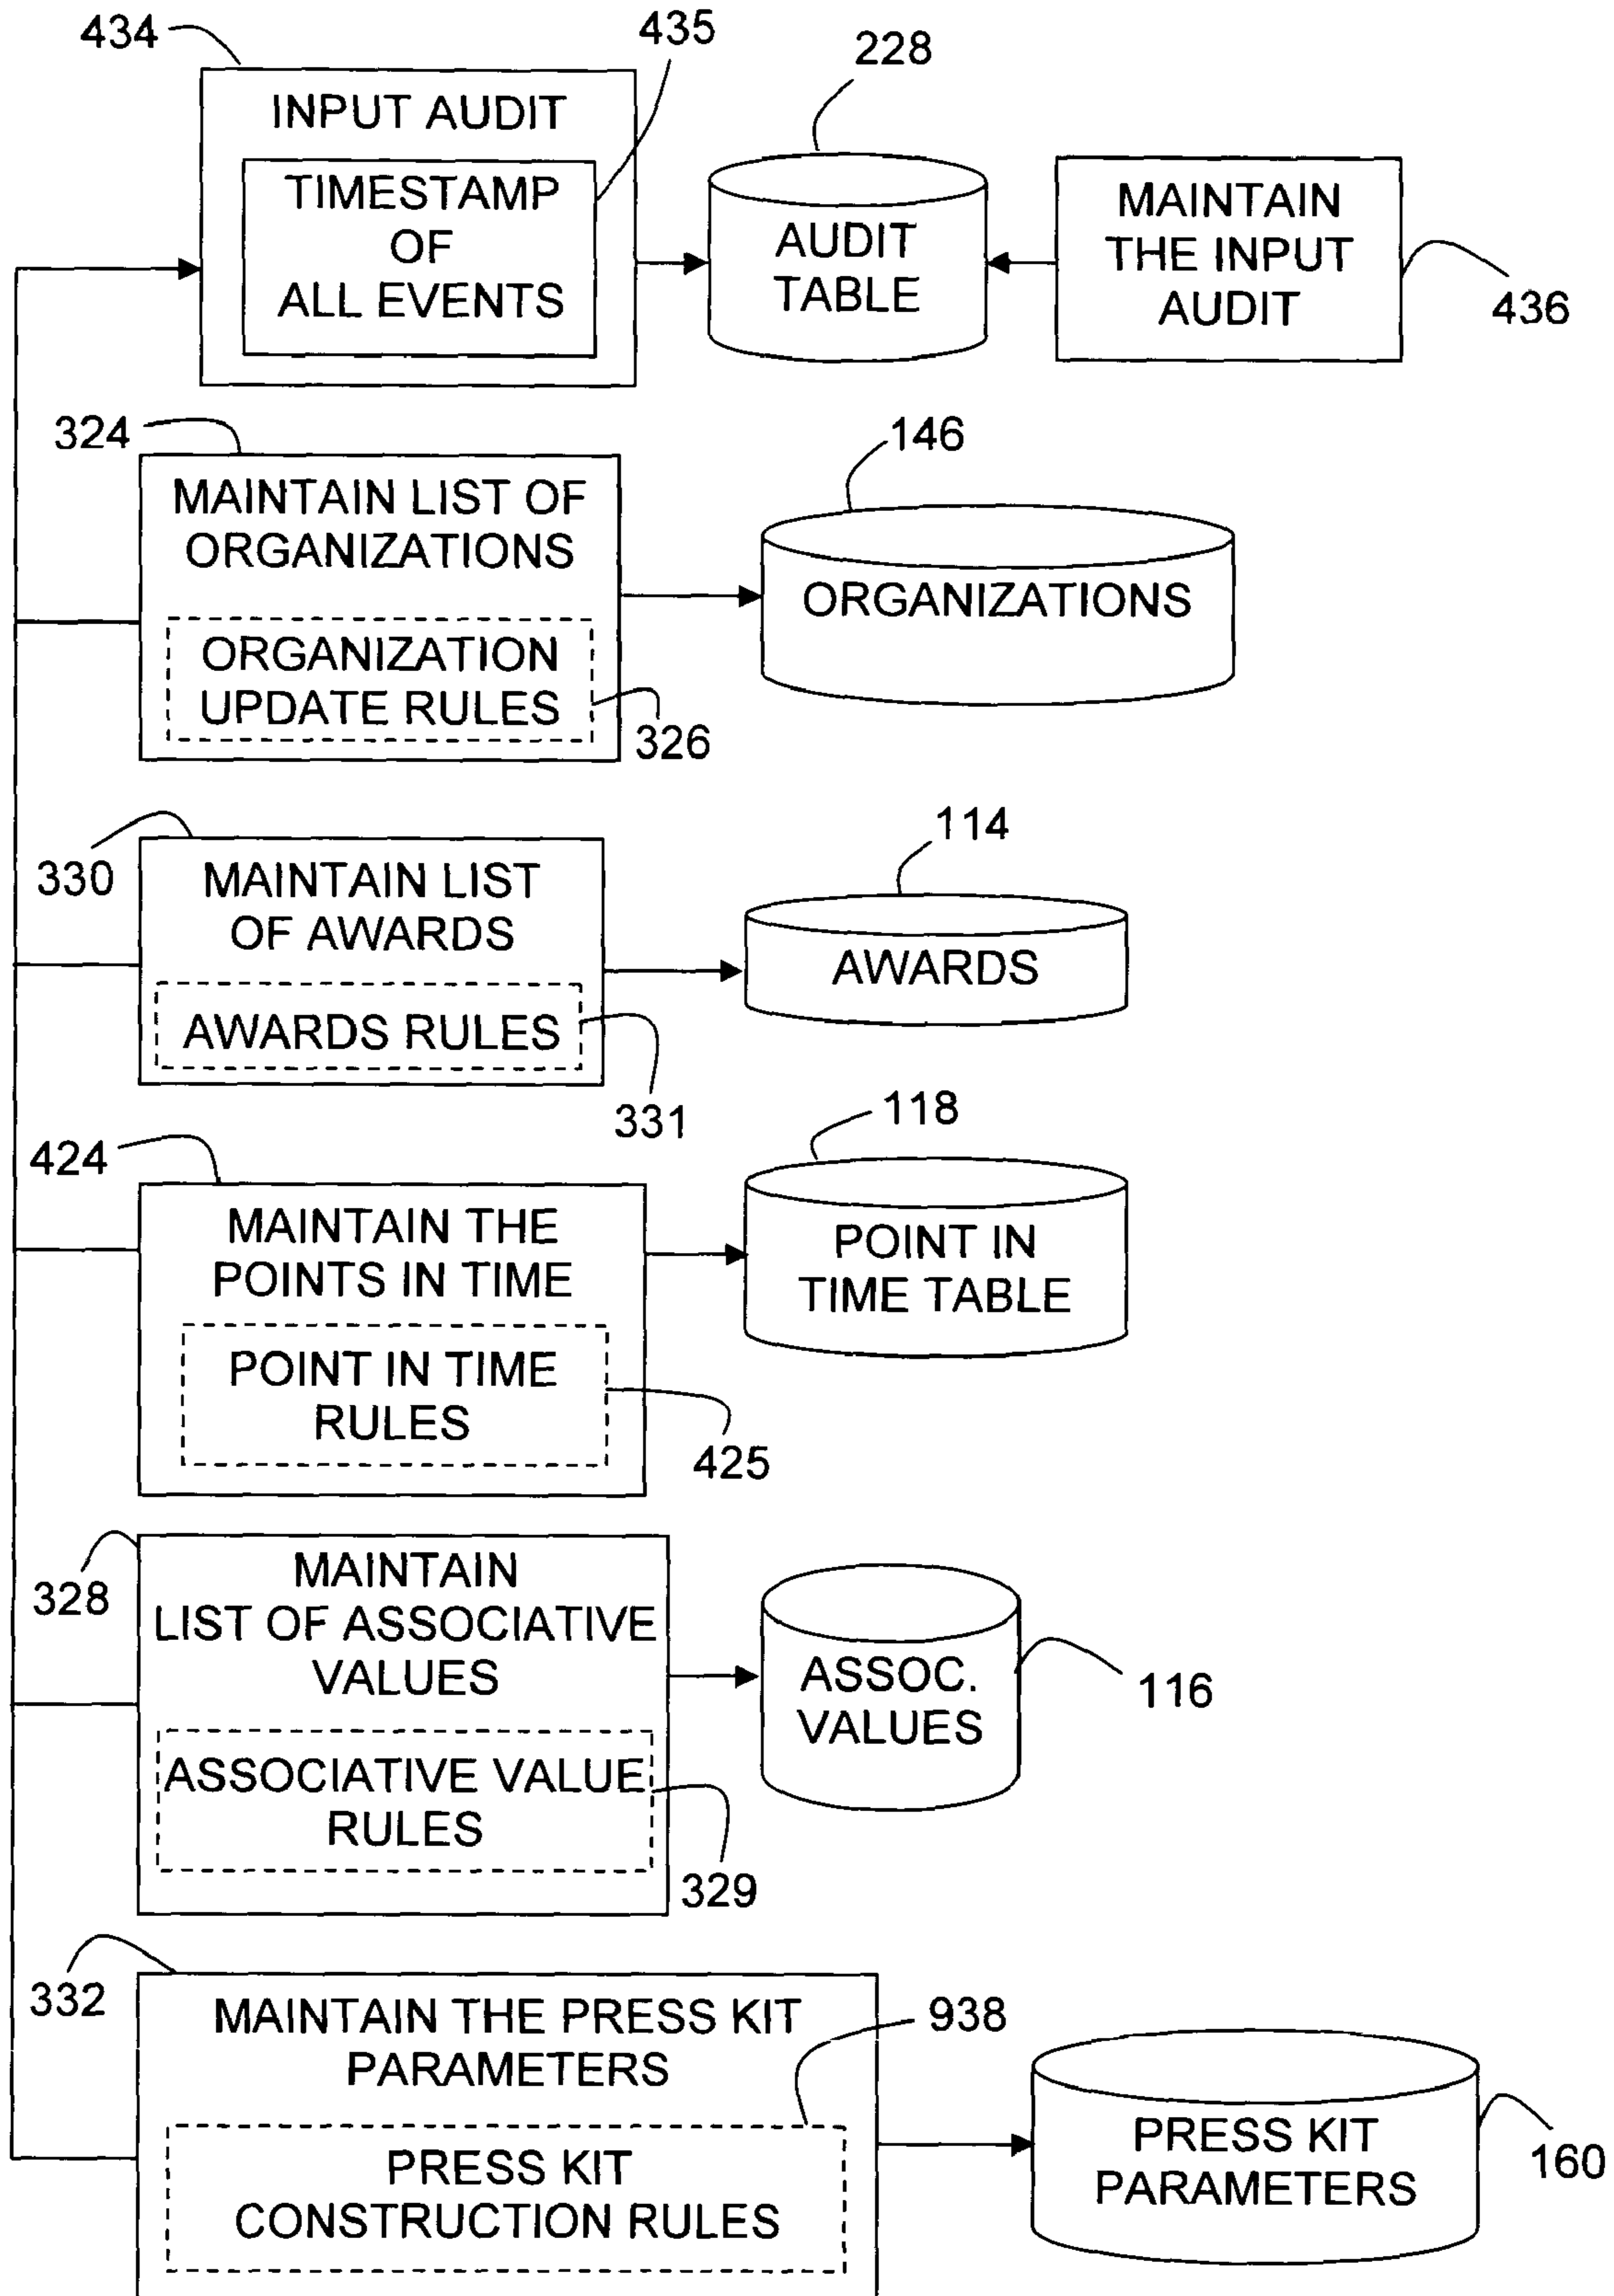 434
435
228
INPUT AUDIT
TIMESTAMP
OF
ALL EVENTS
AUDIT
TABLE
MAINTAIN
THE INPUT
AUDIT
436
324
146
MAINTAIN LIST OF
ORGANIZATIONS
ORGANIZATION
UPDATE RULES
326
ORGANIZATIONS
330
114
MAINTAIN LIST
OF AWARDS
AWARDS RULES
331
AWARDS
424
118
MAINTAIN THE
POINTS IN TIME
POINT IN TIME
RULES
425
POINT IN
TIME TABLE
328
MAINTAIN
LIST OF ASSOCIATIVE
VALUES
ASSOCIATIVE VALUE
RULES
329
ASSOC.
VALUES
116
332
MAINTAIN THE PRESS KIT
PARAMETERS
938
PRESS KIT
CONSTRUCTION RULES
PRESS KIT
PARAMETERS
160